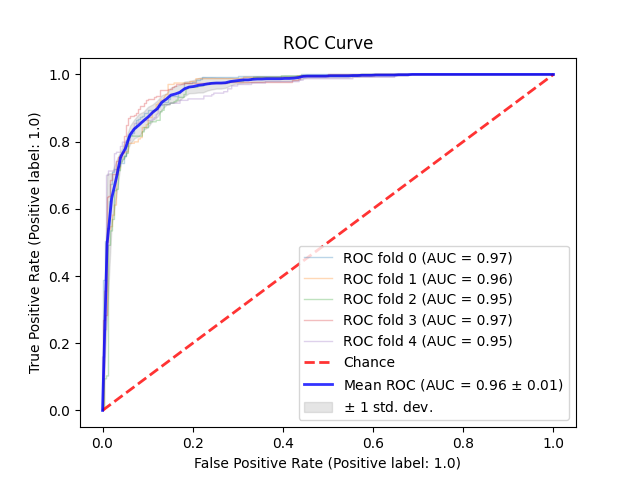 ROC Curve
True Positive Rate (Positive label: 1.0)
1.0
0.8
0.6
0.4
0.2
0.0
ROC fold 0 (AUC = 0.97)
ROC fold 1 (AUC = 0.96)
ROC fold 2 (AUC = 0.95)
ROC fold 3 (AUC = 0.97)
ROC fold 4 (AUC = 0.95)
Chance
Mean ROC (AUC = 0.96 ± 0.01)
± 1 std. dev.
0.0 0.2 0.4 0.6 0.8 1.0
False Positive Rate (Positive label: 1.0)